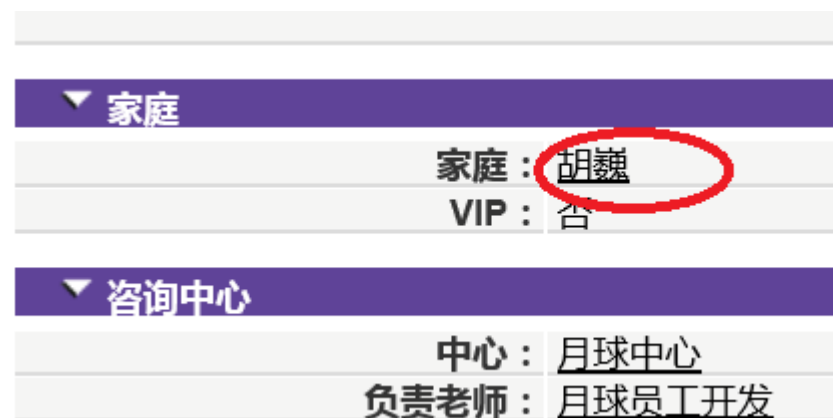 家庭
家庭：胡巍
VIP：否
咨询中心
中心：月球中心
负责老师：月球员工开发